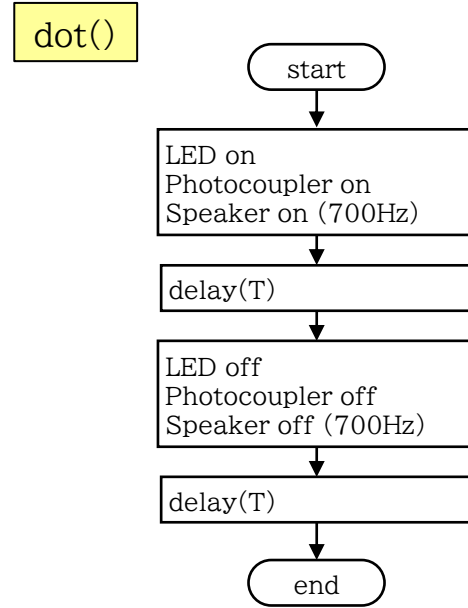 dot()
start
LED on
Photocoupler on
Speaker on (700Hz)
delay(T)
LED off
Photocoupler off
Speaker off (700Hz)
delay(T)
end